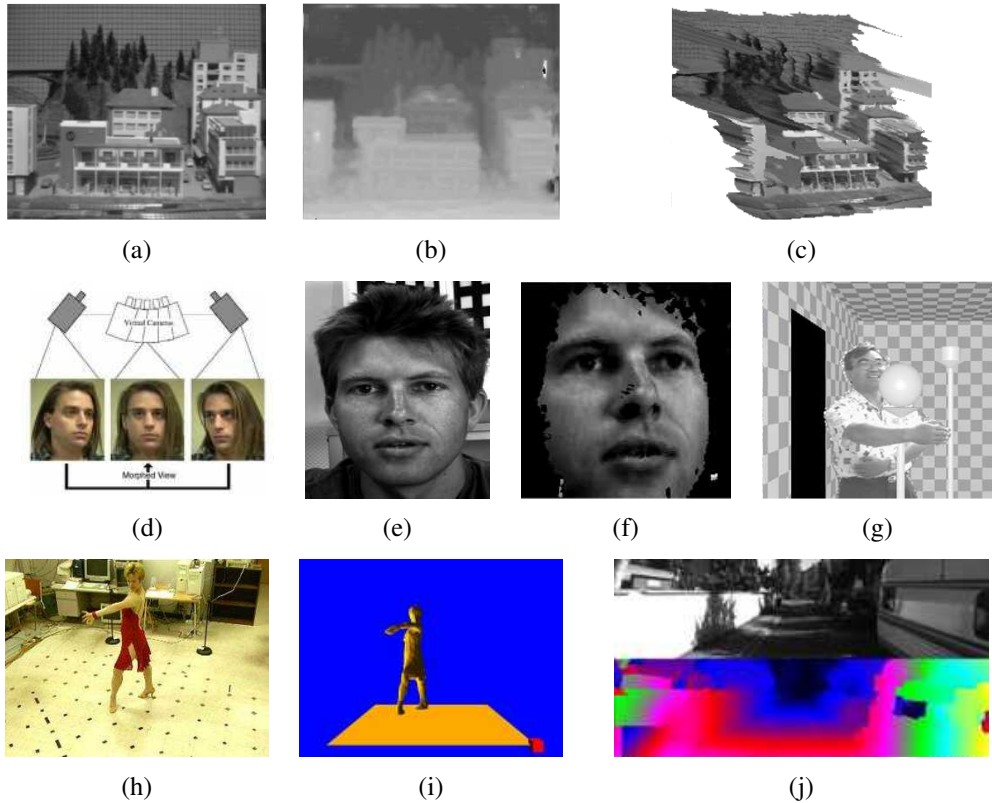 (a)
(b)
(c)
Virtual Cameras
Morphed View
(d)
(e)
(f)
(g)
(h)
(i)
(j)